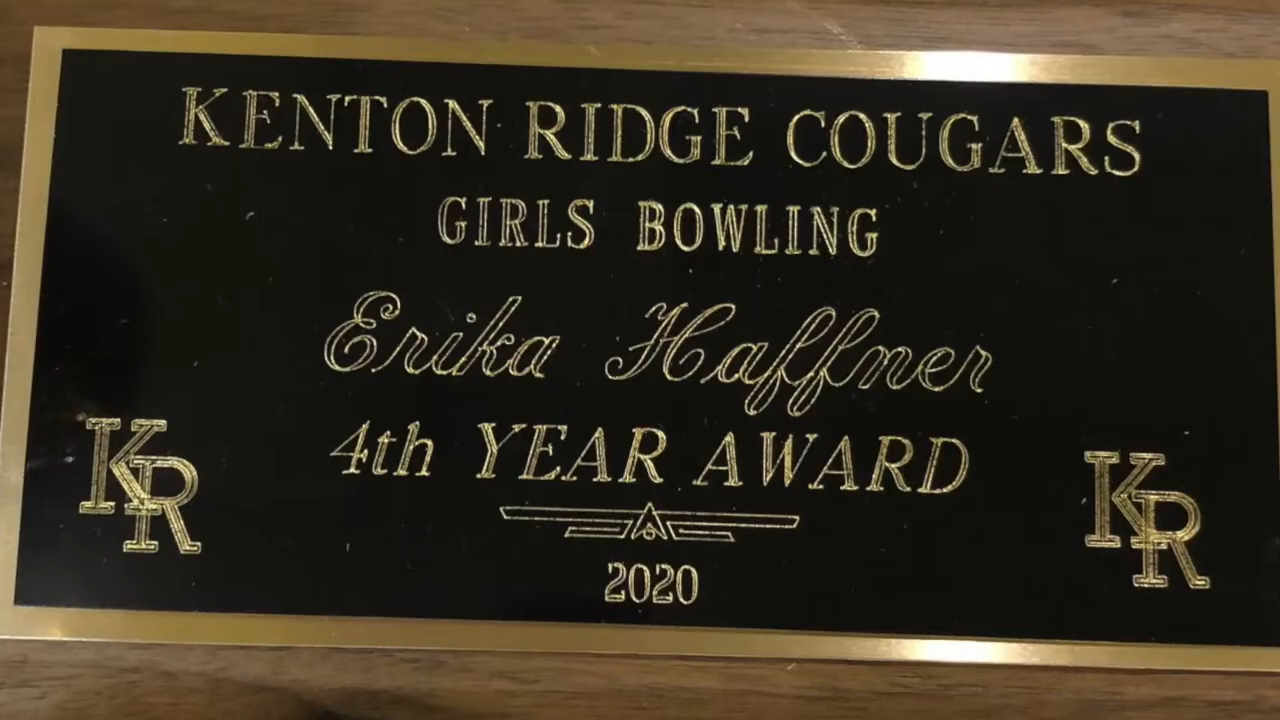 KENTON RIDGE COUGARS
GIRLS BOWLING
Erika Haffner
4th YEAR AWARD
KR
KR
2020